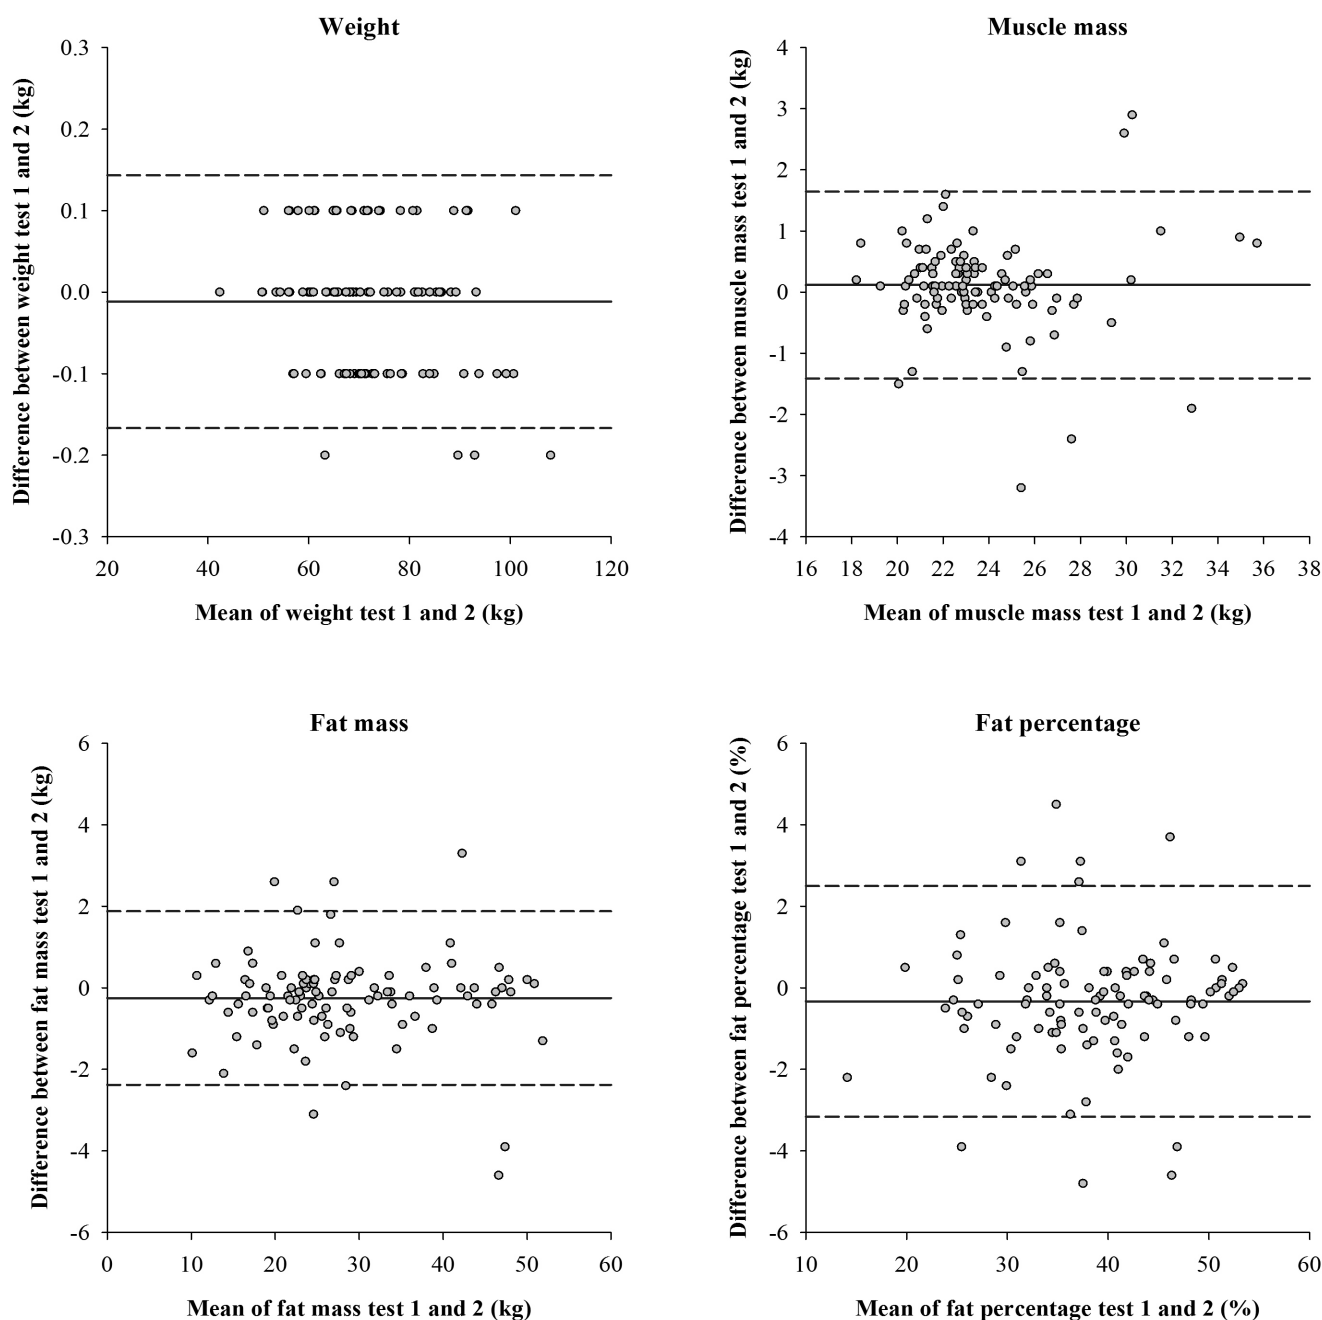 Weight
Difference between weight test 1 and 2 (kg)
0.3
0.2
0.1
0.0
-0.1
-0.2
-0.3
20 40 60 80 100 120
Mean of weight test 1 and 2 (kg)
Muscle mass
Difference between muscle mass test 1 and 2 (kg)
4
3
2
1
0
-1
-2
-3
-4
16 18 20 22 24 26 28 30 32 34 36 38
Mean of muscle mass test 1 and 2 (kg)
Fat mass
Difference between fat mass test 1 and 2 (kg)
6
4
2
0
-2
-4
-6
0 10 20 30 40 50 60
Mean of fat mass test 1 and 2 (kg)
Fat percentage
Difference between fat percentage test 1 and 2 (%)
6
4
2
0
-2
-4
-6
10 20 30 40 50 60
Mean of fat percentage test 1 and 2 (%)